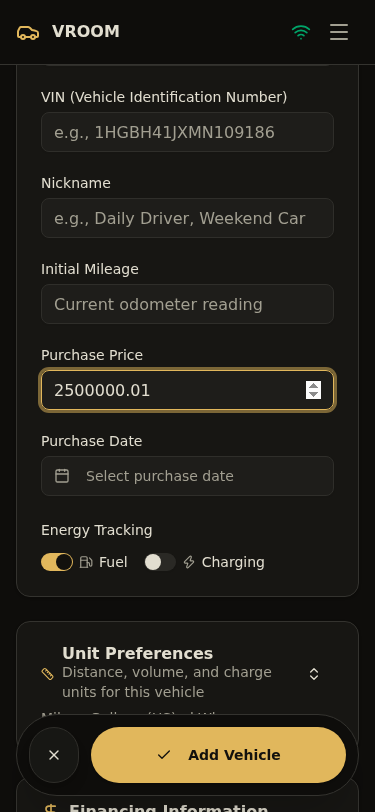 VROOM
VIN (Vehicle Identification Number)
e.g., 1HGBH41JXMN109186
Nickname
e.g., Daily Driver, Weekend Car
Initial Mileage
Current odometer reading
Purchase Price
2500000.01
Purchase Date
Select purchase date
Energy Tracking
Fuel Charging
Unit Preferences
Distance, volume, and charge
units for this vehicle
Add Vehicle
Financing Information